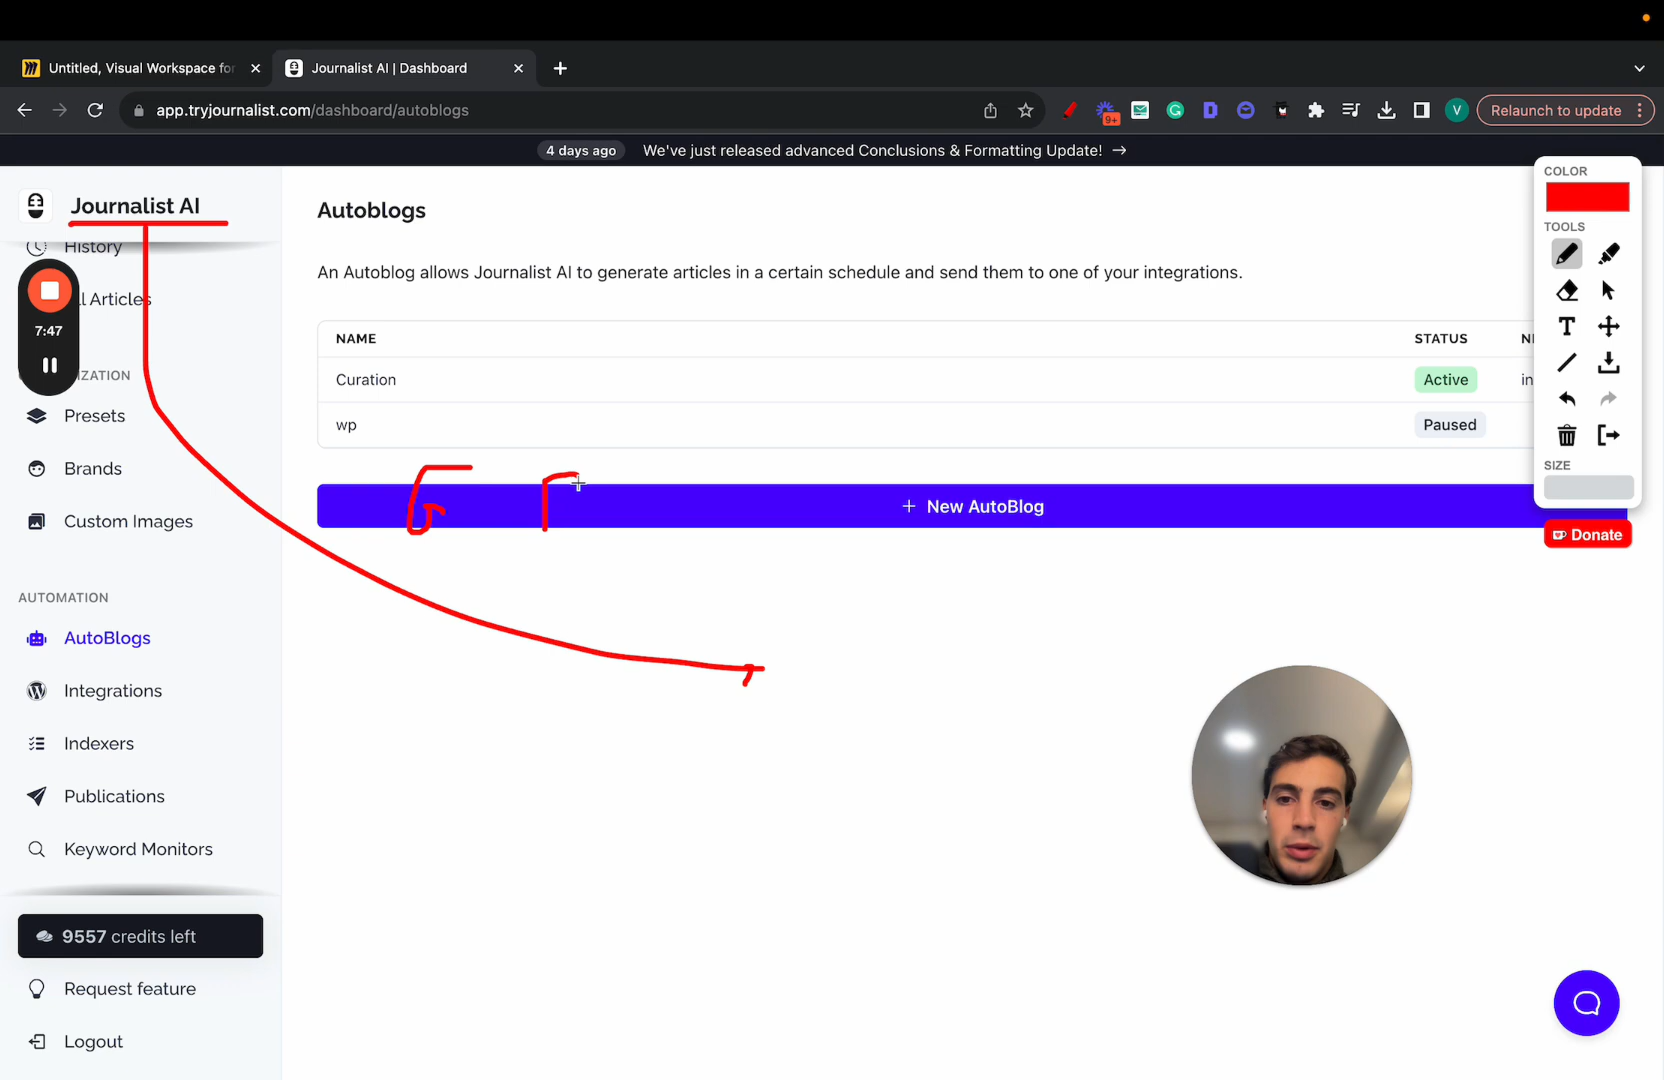 Untitled, Visual Workspace for
Journalist AI | Dashboard
app.tryjournalist.com/dashboard/autoblogs
9+
V
Relaunch to update
4 days ago
We've just released advanced Conclusions & Formatting Update! →
Journalist AI
History
All Articles
7:47
Presets
Brands
Custom Images
AUTOMATION
AutoBlogs
Integrations
Indexers
Publications
Keyword Monitors
9557 credits left
Request feature
Logout
Autoblogs
An Autoblog allows Journalist AI to generate articles in a certain schedule and send them to one of your integrations.
NAME
STATUS
Curation
Active
in
wp
Paused
+ New AutoBlog
COLOR
TOOLS
T
SIZE
Donate